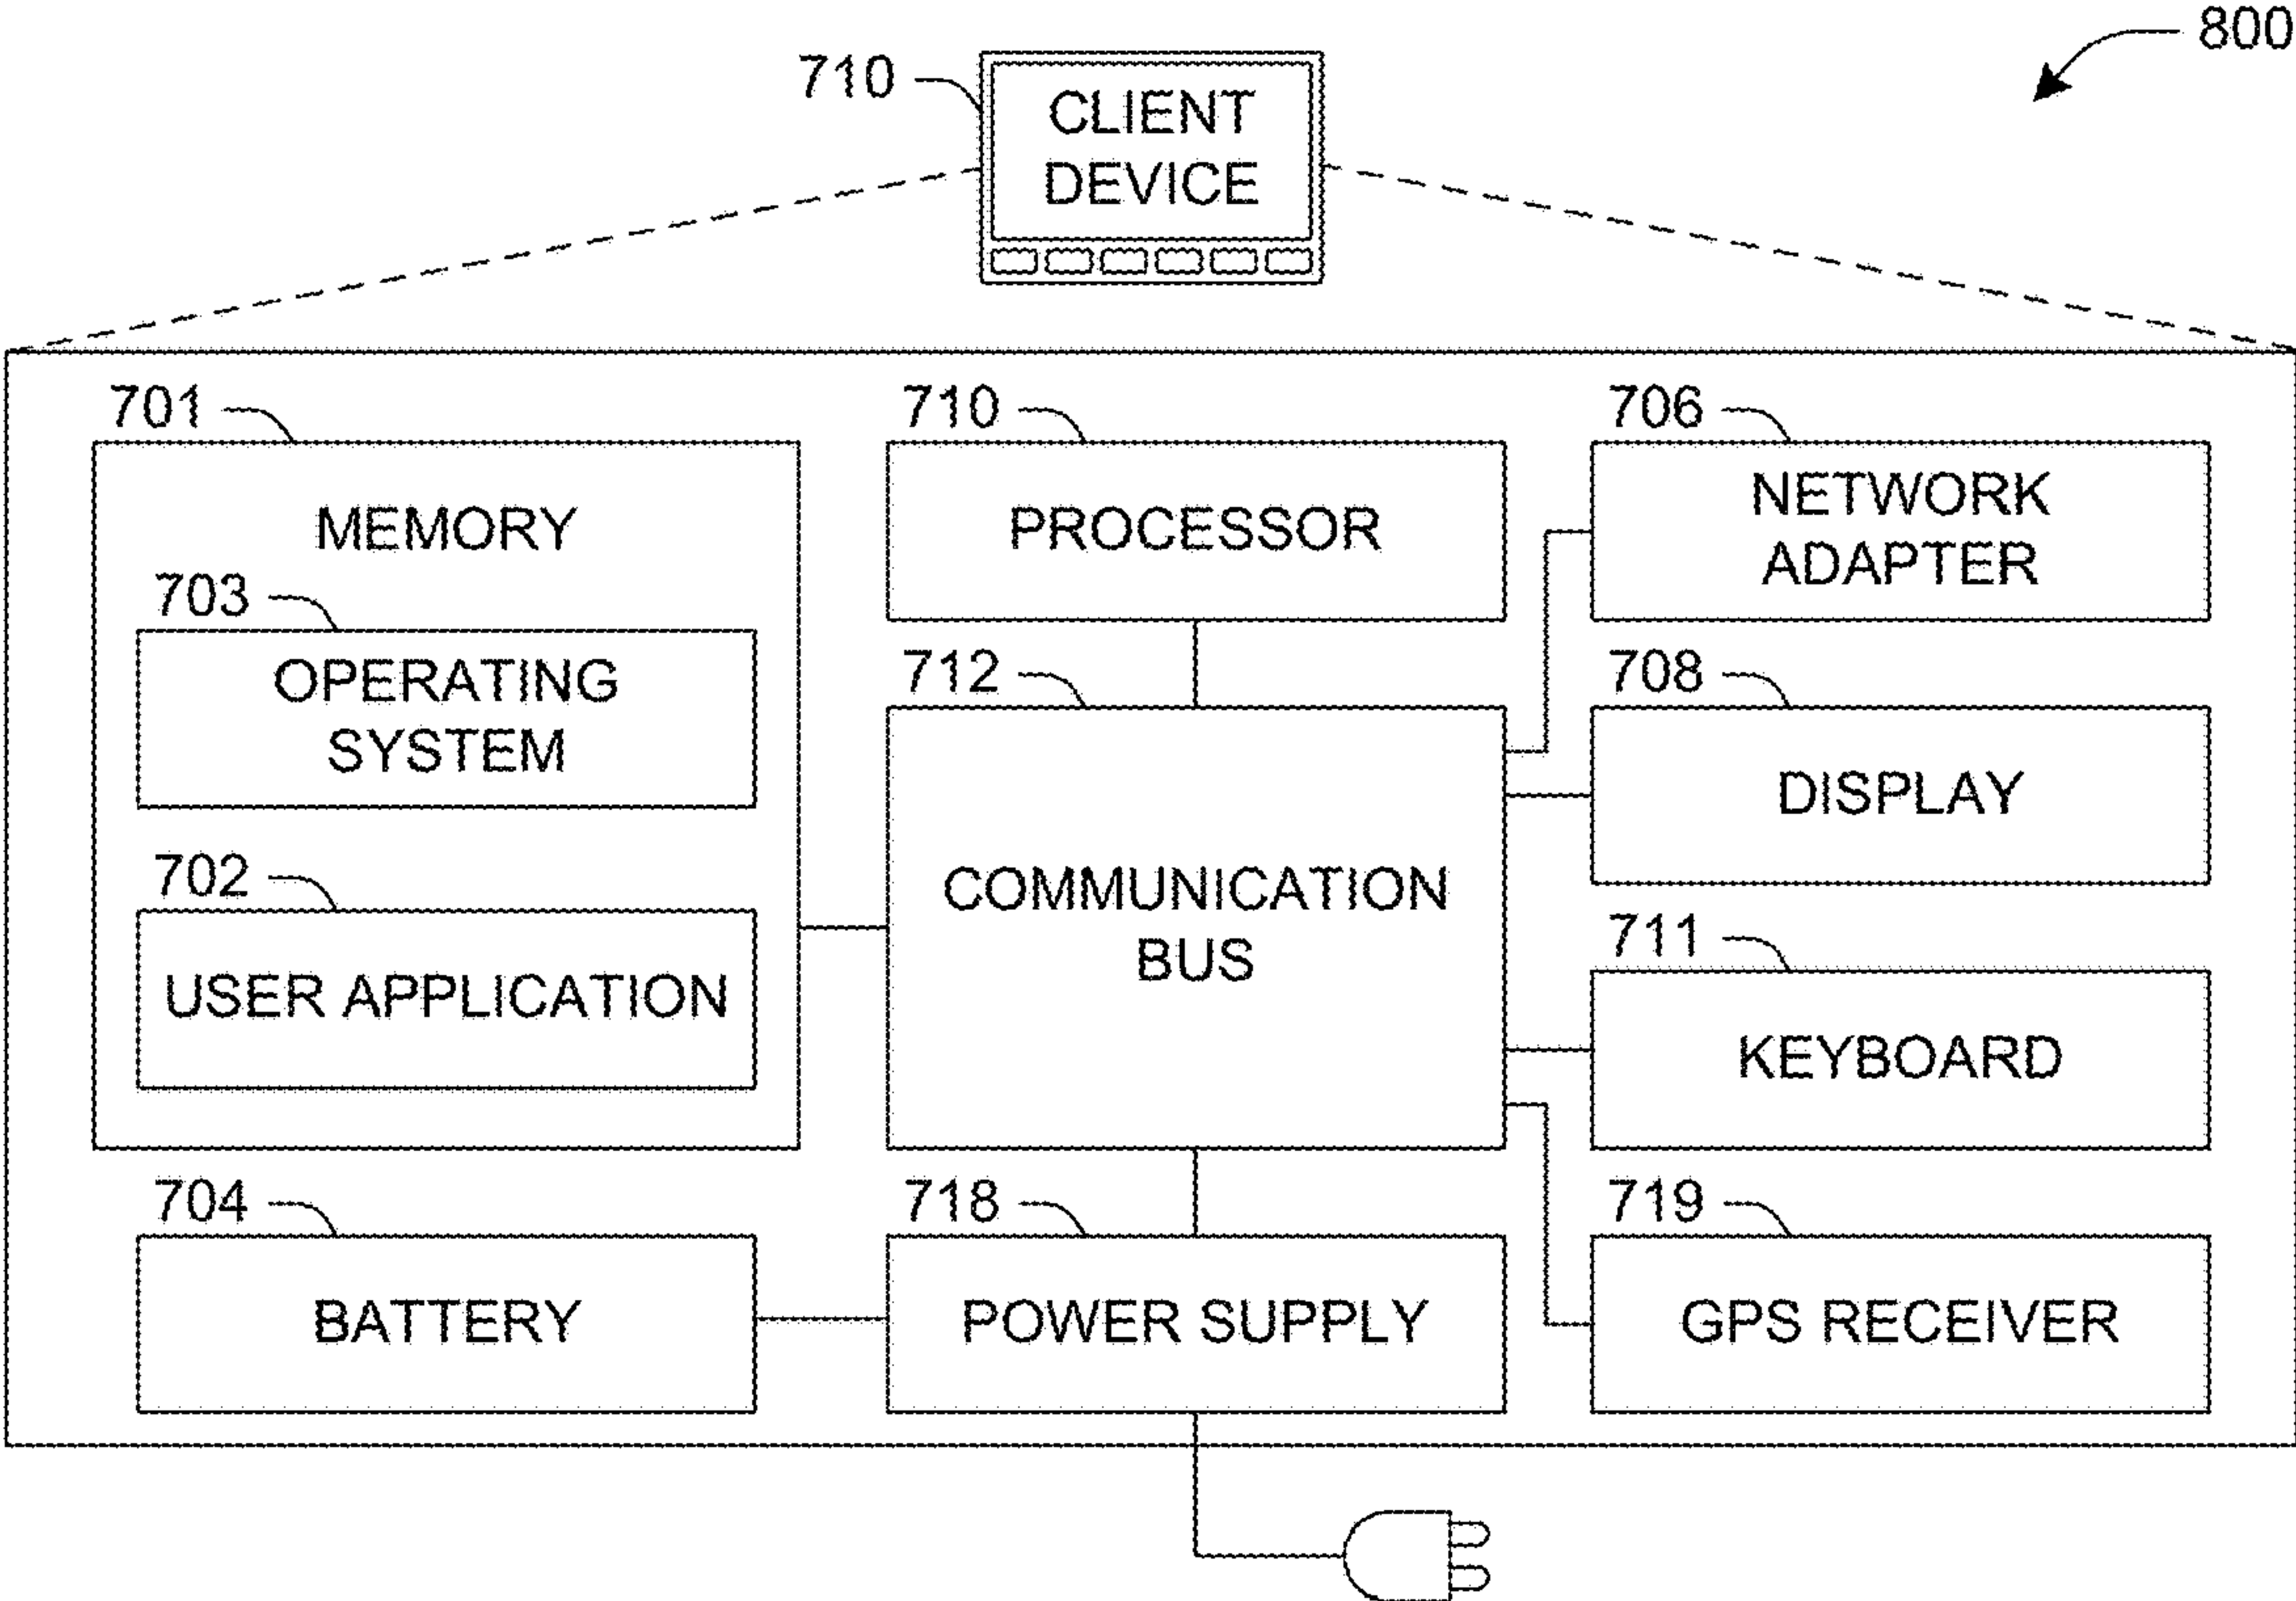 800
710
CLIENT
DEVICE
701
MEMORY
703
OPERATING
SYSTEM
702
USER APPLICATION
704
BATTERY
710
PROCESSOR
712
COMMUNICATION
BUS
718
POWER SUPPLY
706
NETWORK
ADAPTER
708
DISPLAY
711
KEYBOARD
719
GPS RECEIVER